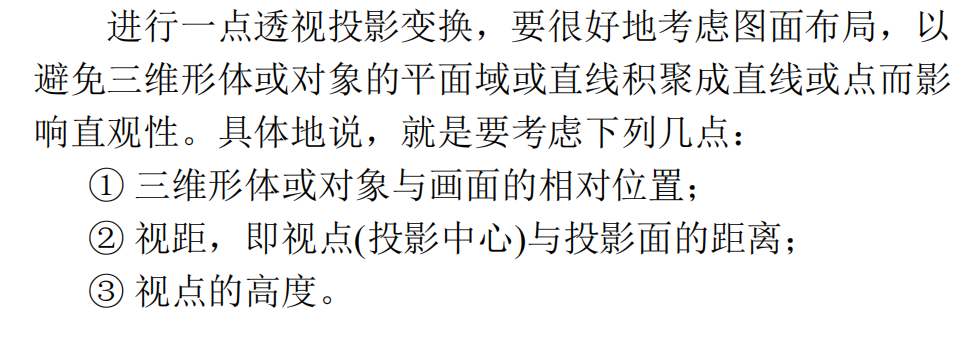 进行一点透视投影变换，要很好地考虑图面布局，以
避免三维形体或对象的平面域或直线积聚成直线或点而影
响直观性。具体地说，就是要考虑下列几点：
① 三维形体或对象与画面的相对位置；
② 视距，即视点(投影中心)与投影面的距离；
③ 视点的高度。